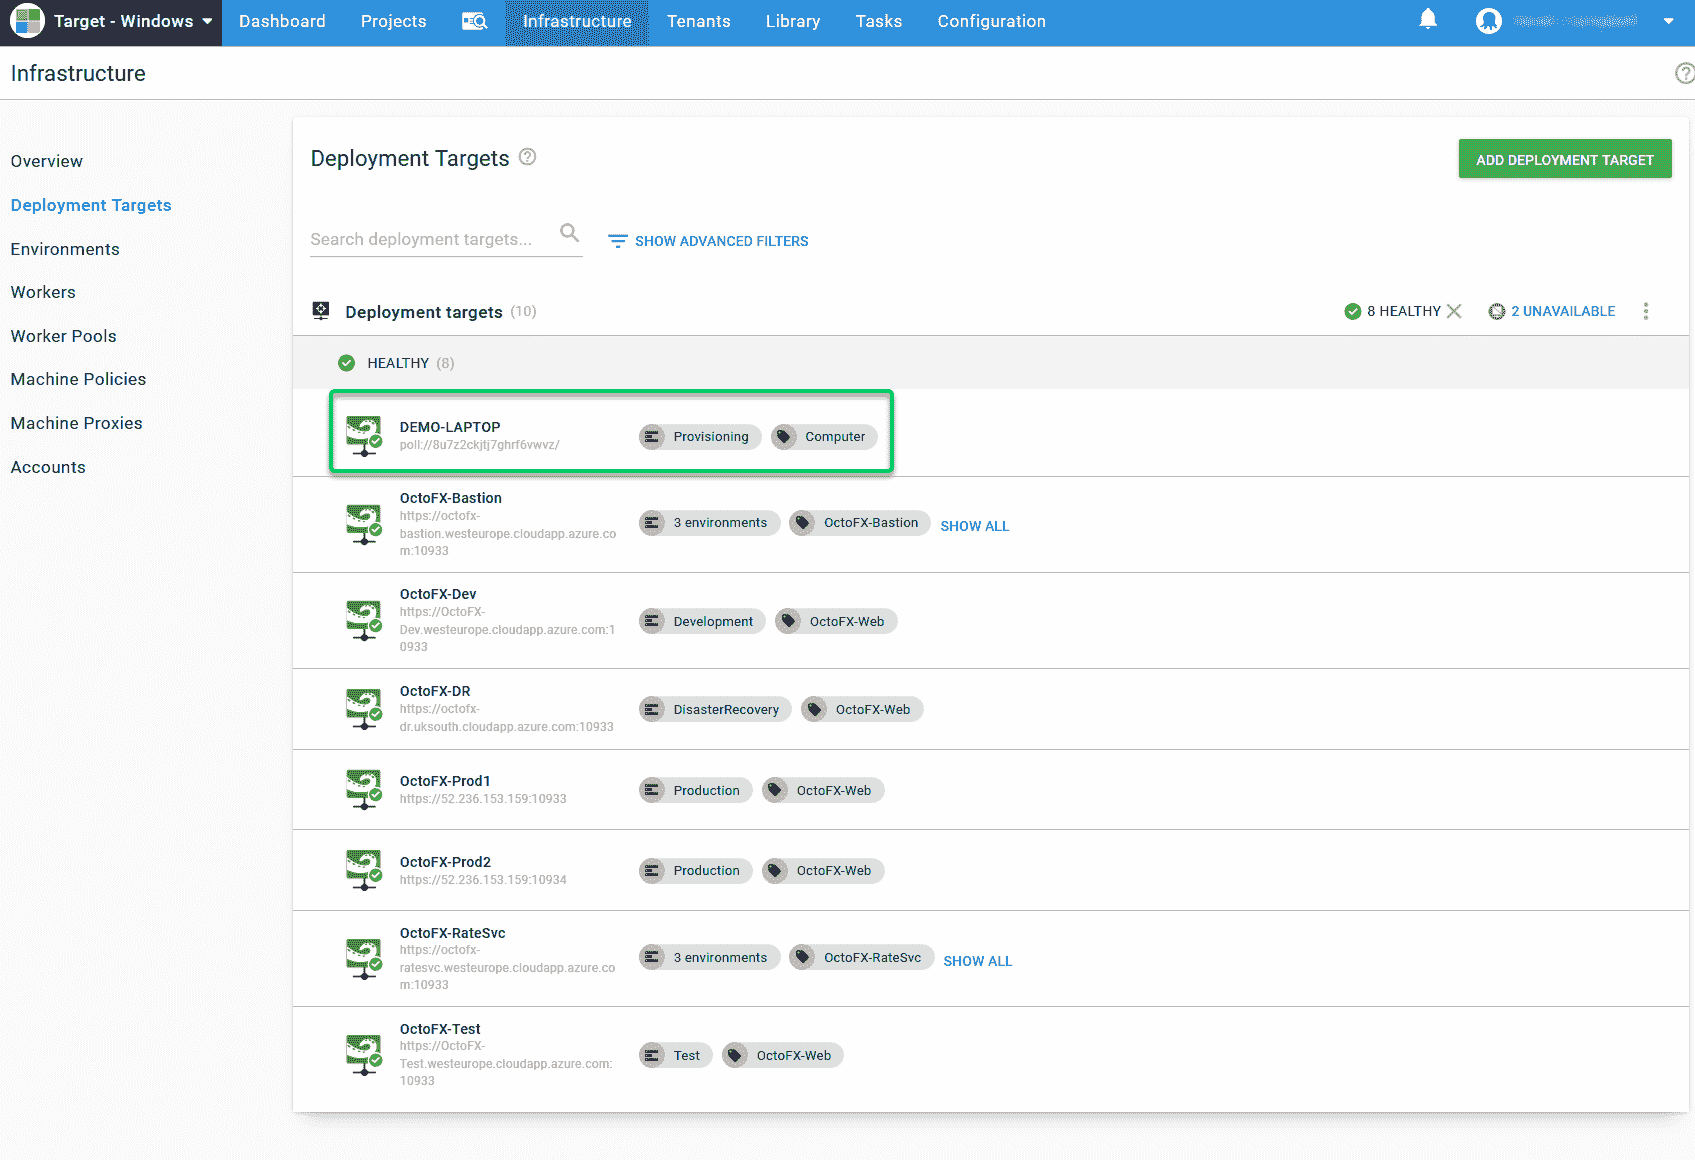 Target - Windows Dashboard Projects Infrastructure Tenants Library Tasks Configuration
Infrastructure
Overview
Deployment Targets
Environments
Workers
Worker Pools
Machine Policies
Machine Proxies
Accounts
Deployment Targets ?
ADD DEPLOYMENT TARGET
Search deployment targets...
SHOW ADVANCED FILTERS
Deployment targets (10)
8 HEALTHY
2 UNAVAILABLE
HEALTHY (8)
DEMO-LAPTOP
poll://8u7z2ckjtj7ghrf6vwvz/
Provisioning Computer
OctoFX-Bastion
https://octofx-
bastion.westeurope.cloudapp.azure.co
m:10933
3 environments OctoFX-Bastion SHOW ALL
OctoFX-Dev
https://OctoFX-
Dev.westeurope.cloudapp.azure.com:1
0933
Development OctoFX-Web
OctoFX-DR
https://octofx-
dr.uksouth.cloudapp.azure.com:10933
DisasterRecovery OctoFX-Web
OctoFX-Prod1
https://52.236.153.159:10933
Production OctoFX-Web
OctoFX-Prod2
https://52.236.153.159:10934
Production OctoFX-Web
OctoFX-RateSvc
https://octofx-
ratesvc.westeurope.cloudapp.azure.co
m:10933
3 environments OctoFX-RateSvc SHOW ALL
OctoFX-Test
https://OctoFX-
Test.westeurope.cloudapp.azure.com:
10933
Test OctoFX-Web